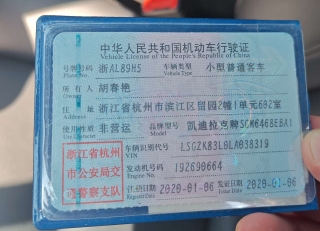 中华人民共和国机动车行驶证
Vehicle License of the People's Republic of China
号牌号码 浙AL89H5 车辆类型 小型普通客车
Plate No. Vehicle Type
所有人 胡春艳
Owner
住址 浙江省杭州市滨江区留园2幢1单元602室
Address
使用性质 非营运 品牌型号 凯迪拉克牌SGM6468EBA1
Use Character Model
浙江省杭州
市公安局交
通警察支队
车辆识别代号 LSGZK83L6LA038319
VIN
发动机号码 192690664
Engine No.
注册日期 2020-01-06 发证日期 2020-01-06
Register Date Issue Date